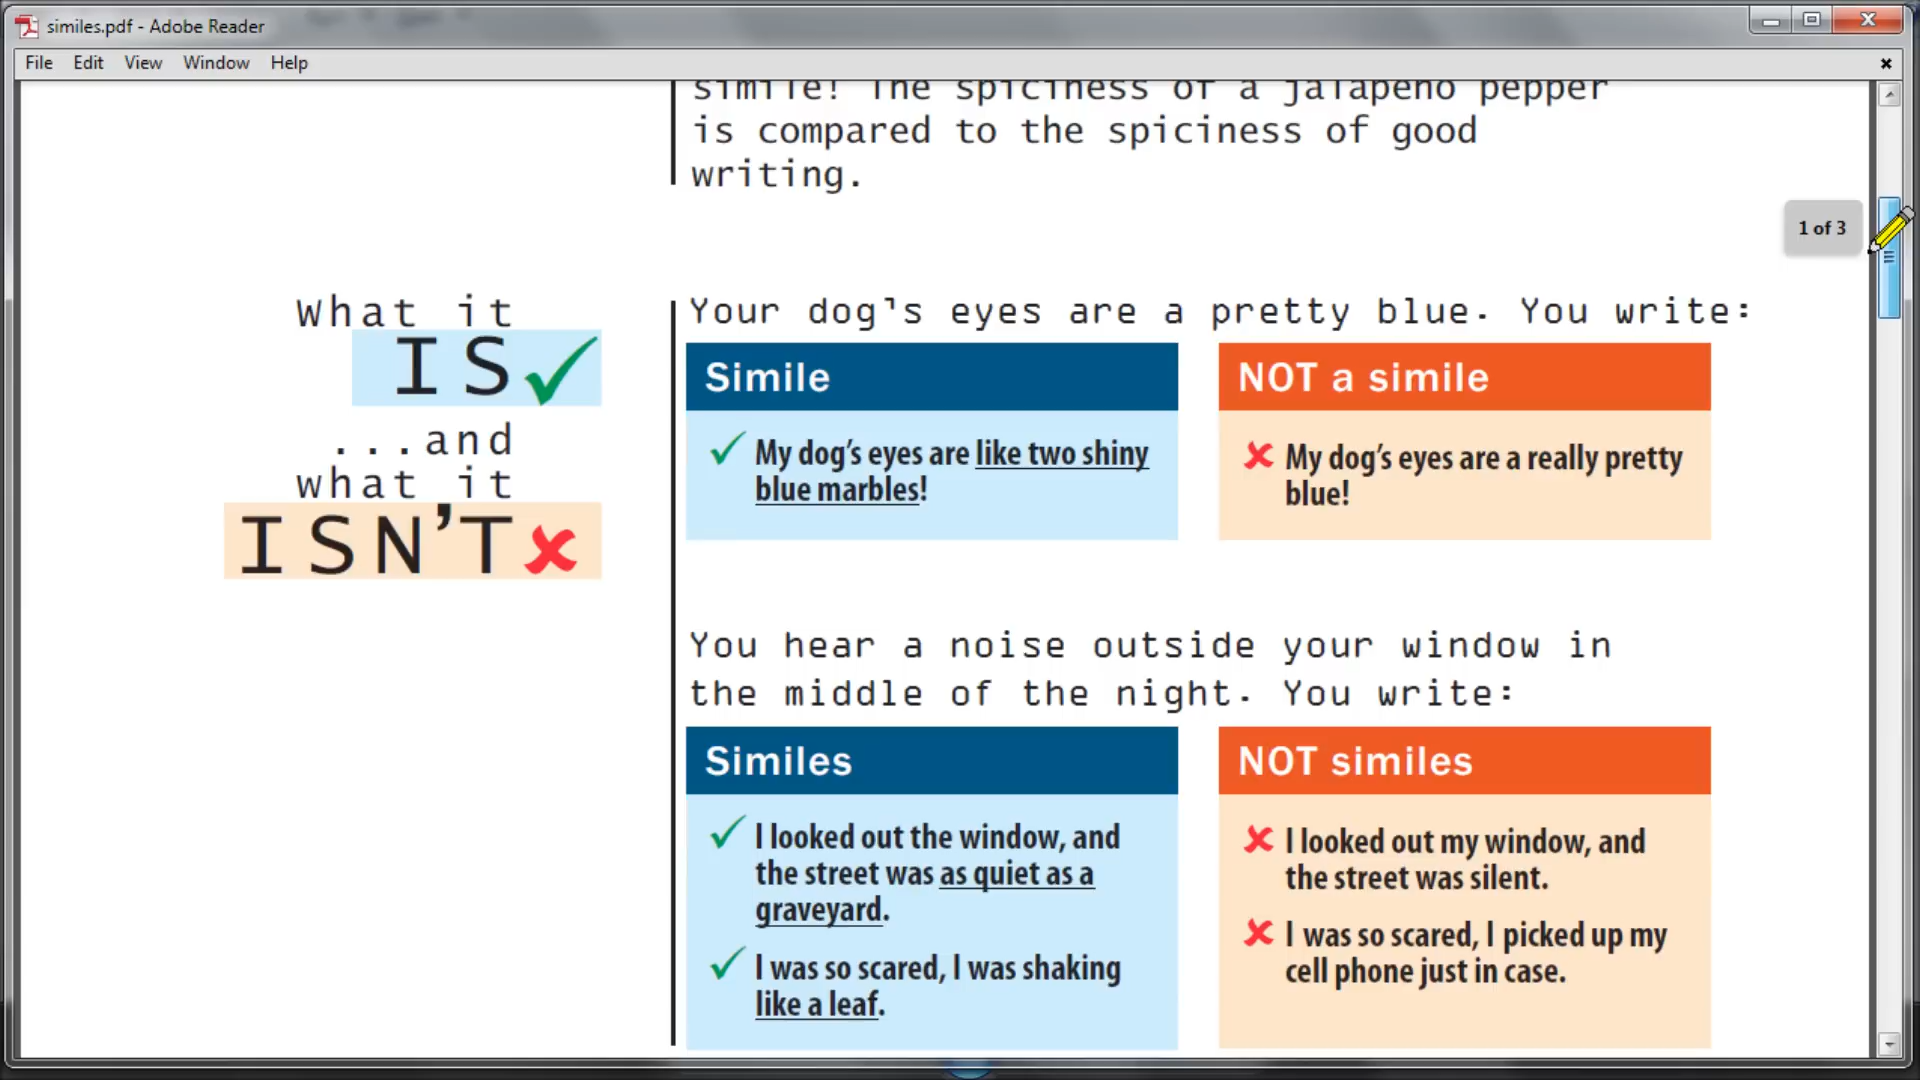 similes.pdf - Adobe Reader
File Edit View Window Help
simile! The spiciness of a jalapeno pepper
is compared to the spiciness of good
writing.
1 of 3
What it
IS
...and
what it
ISN'T
Your dog's eyes are a pretty blue. You write:
Simile
My dog's eyes are like two shiny
blue marbles!
NOT a simile
My dog's eyes are a really pretty
blue!
You hear a noise outside your window in
the middle of the night. You write:
Similes
I looked out the window, and
the street was as quiet as a
graveyard.
I was so scared, I was shaking
like a leaf.
NOT similes
I looked out my window, and
the street was silent.
I was so scared, I picked up my
cell phone just in case.